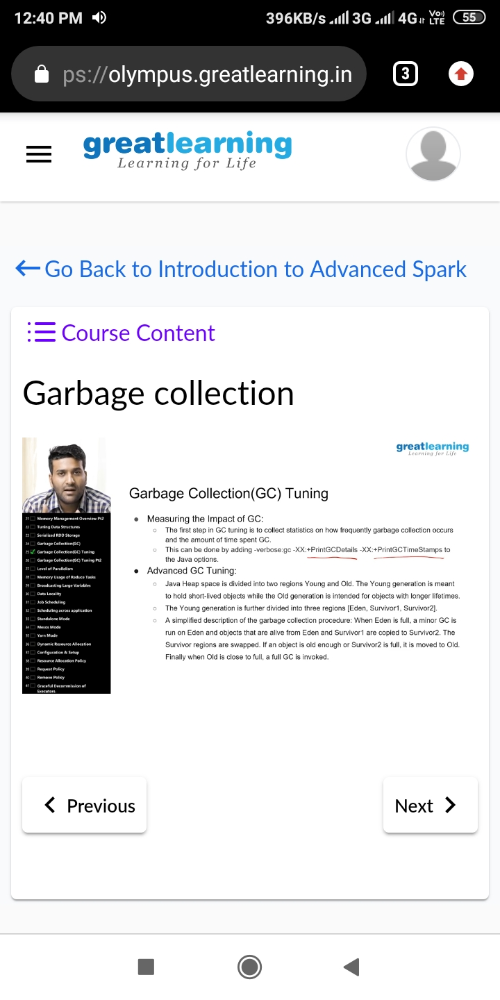 12:40 PM
396KB/s 3G 4G Vo) LTE 55
ps://olympus.greatlearning.in
3
greatlearning
Learning for Life
Go Back to Introduction to Advanced Spark
Course Content
Garbage collection
greatlearning
Learning for Life
Garbage Collection(GC) Tuning
Measuring the Impact of GC:
The first step in GC tuning is to collect statistics on how frequently garbage collection occurs
and the amount of time spent GC.
This can be done by adding -verbose:gc -XX:+PrintGCDetails -XX:+PrintGCTimeStamps to
the Java options.
Advanced GC Tuning:
Java Heap space is divided into two regions Young and Old. The Young generation is meant
to hold short-lived objects while the Old generation is intended for objects with longer lifetimes.
The Young generation is further divided into three regions [Eden, Survivor1, Survivor2].
A simplified description of the garbage collection procedure: When Eden is full, a minor GC is
run on Eden and objects that are alive from Eden and Survivor1 are copied to Survivor2. The
Survivor regions are swapped. If an object is old enough or Survivor2 is full, it is moved to Old.
Finally when Old is close to full, a full GC is invoked.
21 Memory Management Overview Pt2
22 Tuning Data Structures
23 Serialized RDD Storage
24 Garbage Collection(GC)
25 Garbage Collection(GC) Tuning
26 Garbage Collection(GC) Tuning Pt2
27 Level of Parallelism
28 Memory Usage of Reduce Tasks
29 Broadcasting Large Variables
30 Data Locality
31 Job Scheduling
32 Scheduling across application
33 Standalone Mode
34 Mesos Mode
35 Yarn Mode
36 Dynamic Resource Allocation
37 Configuration & Setup
38 Resource Allocation Policy
39 Request Policy
40 Remove Policy
41 Graceful Decommission of
Executors.
Previous
Next